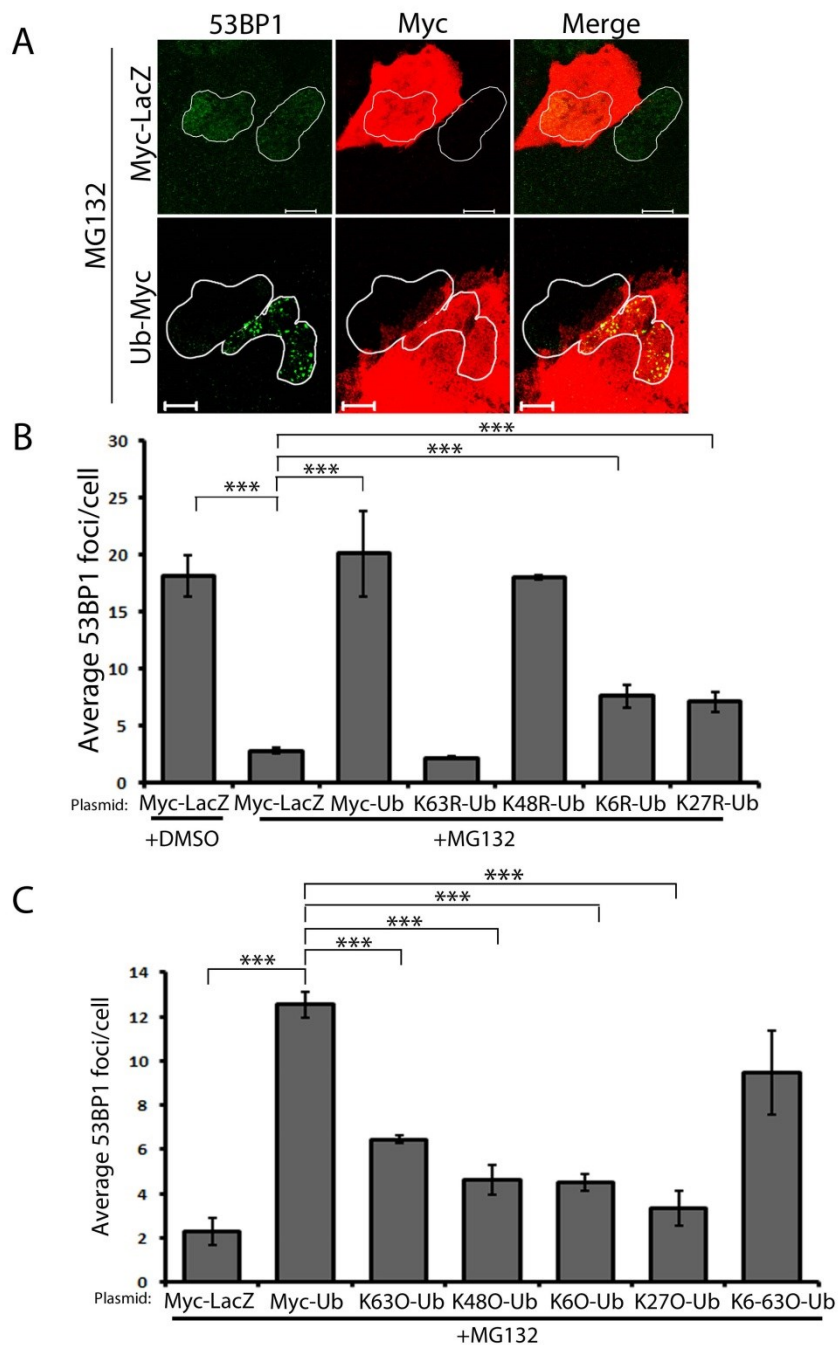 A
53BP1 Myc Merge
MG132
Myc-LacZ
Ub-Myc
B
Average 53BP1 foci/cell
30
25
20
15
10
5
0
***
***
***
***
Plasmid: Myc-LacZ Myc-LacZ Myc-Ub K63R-Ub K48R-Ub K6R-Ub K27R-Ub
+DMSO +MG132
C
Average 53BP1 foci/cell
14
12
10
8
6
4
2
0
***
***
***
***
***
Plasmid: Myc-LacZ Myc-Ub K63O-Ub K48O-Ub K6O-Ub K27O-Ub K6-63O-Ub
+MG132